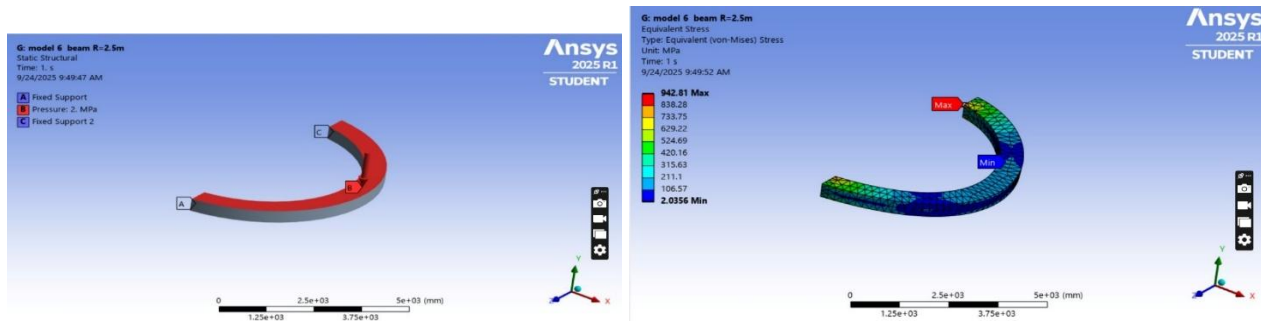 G: model 6 beam R=2.5m
Static Structural
Time: 1. s
9/24/2025 9:49:47 AM
A Fixed Support
B Pressure: 2. MPa
C Fixed Support 2
Ansys
2025 R1
STUDENT
C
B
A
Y
Z
X
0
2.5e+03
5e+03 (mm)
1.25e+03
3.75e+03
G: model 6 beam R=2.5m
Equivalent Stress
Type: Equivalent (von-Mises) Stress
Unit: MPa
Time: 1 s
9/24/2025 9:49:52 AM
942.81 Max
838.28
733.75
629.22
524.69
420.16
315.63
211.1
106.57
2.0356 Min
Ansys
2025 R1
STUDENT
Max
Min
Y
Z
X
0
2.5e+03
5e+03 (mm)
1.25e+03
3.75e+03